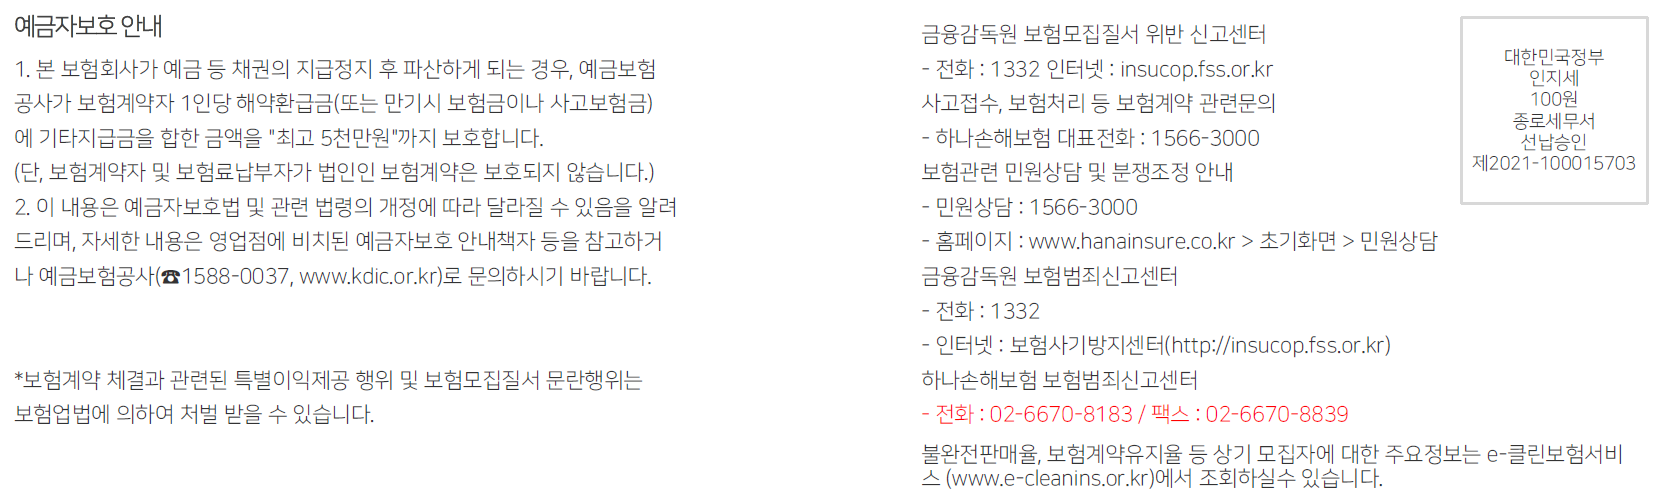 예금자보호 안내
1. 본 보험회사가 예금 등 채권의 지급정지 후 파산하게 되는 경우, 예금보험
공사가 보험계약자 1인당 해약환급금(또는 만기시 보험금이나 사고보험금)
에 기타지급금을 합한 금액을 "최고 5천만원"까지 보호합니다.
(단, 보험계약자 및 보험료납부자가 법인인 보험계약은 보호되지 않습니다.)
2. 이 내용은 예금자보호법 및 관련 법령의 개정에 따라 달라질 수 있음을 알려
드리며, 자세한 내용은 영업점에 비치된 예금자보호 안내책자 등을 참고하거
나 예금보험공사(☎1588-0037, www.kdic.or.kr)로 문의하시기 바랍니다.
*보험계약 체결과 관련된 특별이익제공 행위 및 보험모집질서 문란행위는
보험업법에 의하여 처벌 받을 수 있습니다.
금융감독원 보험모집질서 위반 신고센터
- 전화 : 1332 인터넷 : insucop.fss.or.kr
사고접수, 보험처리 등 보험계약 관련문의
- 하나손해보험 대표전화 : 1566-3000
보험관련 민원상담 및 분쟁조정 안내
- 민원상담 : 1566-3000
- 홈페이지 : www.hanainsure.co.kr > 초기화면 > 민원상담
금융감독원 보험범죄신고센터
- 전화 : 1332
- 인터넷 : 보험사기방지센터(http://insucop.fss.or.kr)
하나손해보험 보험범죄신고센터
- 전화 : 02-6670-8183 / 팩스 : 02-6670-8839
불완전판매율, 보험계약유지율 등 상기 모집자에 대한 주요정보는 e-클린보험서비
스 (www.e-cleanins.or.kr)에서 조회하실수 있습니다.
대한민국정부
인지세
100원
종로세무서
선납승인
제2021-100015703